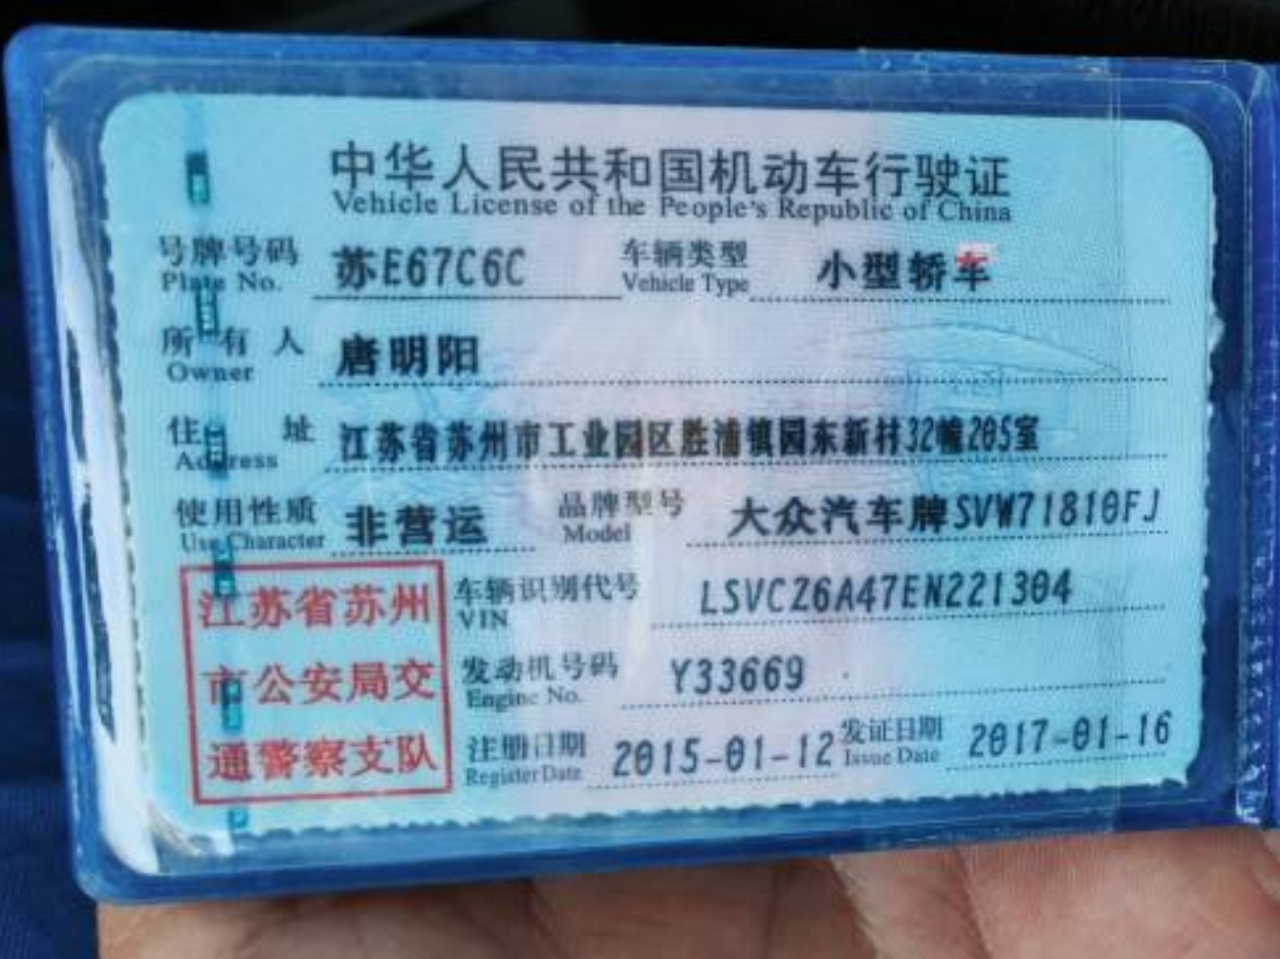 中华人民共和国机动车行驶证
Vehicle License of the People's Republic of China
号牌号码 苏E67C6C 车辆类型 小型轿车
Plate No. Vehicle Type
所有人 唐明阳
Owner
住址 江苏省苏州市工业园区胜浦镇园东新村32幢205室
Address
使用性质 非营运 品牌型号 大众汽车牌SVW71810FJ
Use Character Model
江苏省苏州 车辆识别代号 LSVCZ6A47EN221304
VIN
市公安局交 发动机号码 Y33669
Engine No.
通警察支队 注册日期 2015-01-12 发证日期 2017-01-16
Register Date Issue Date